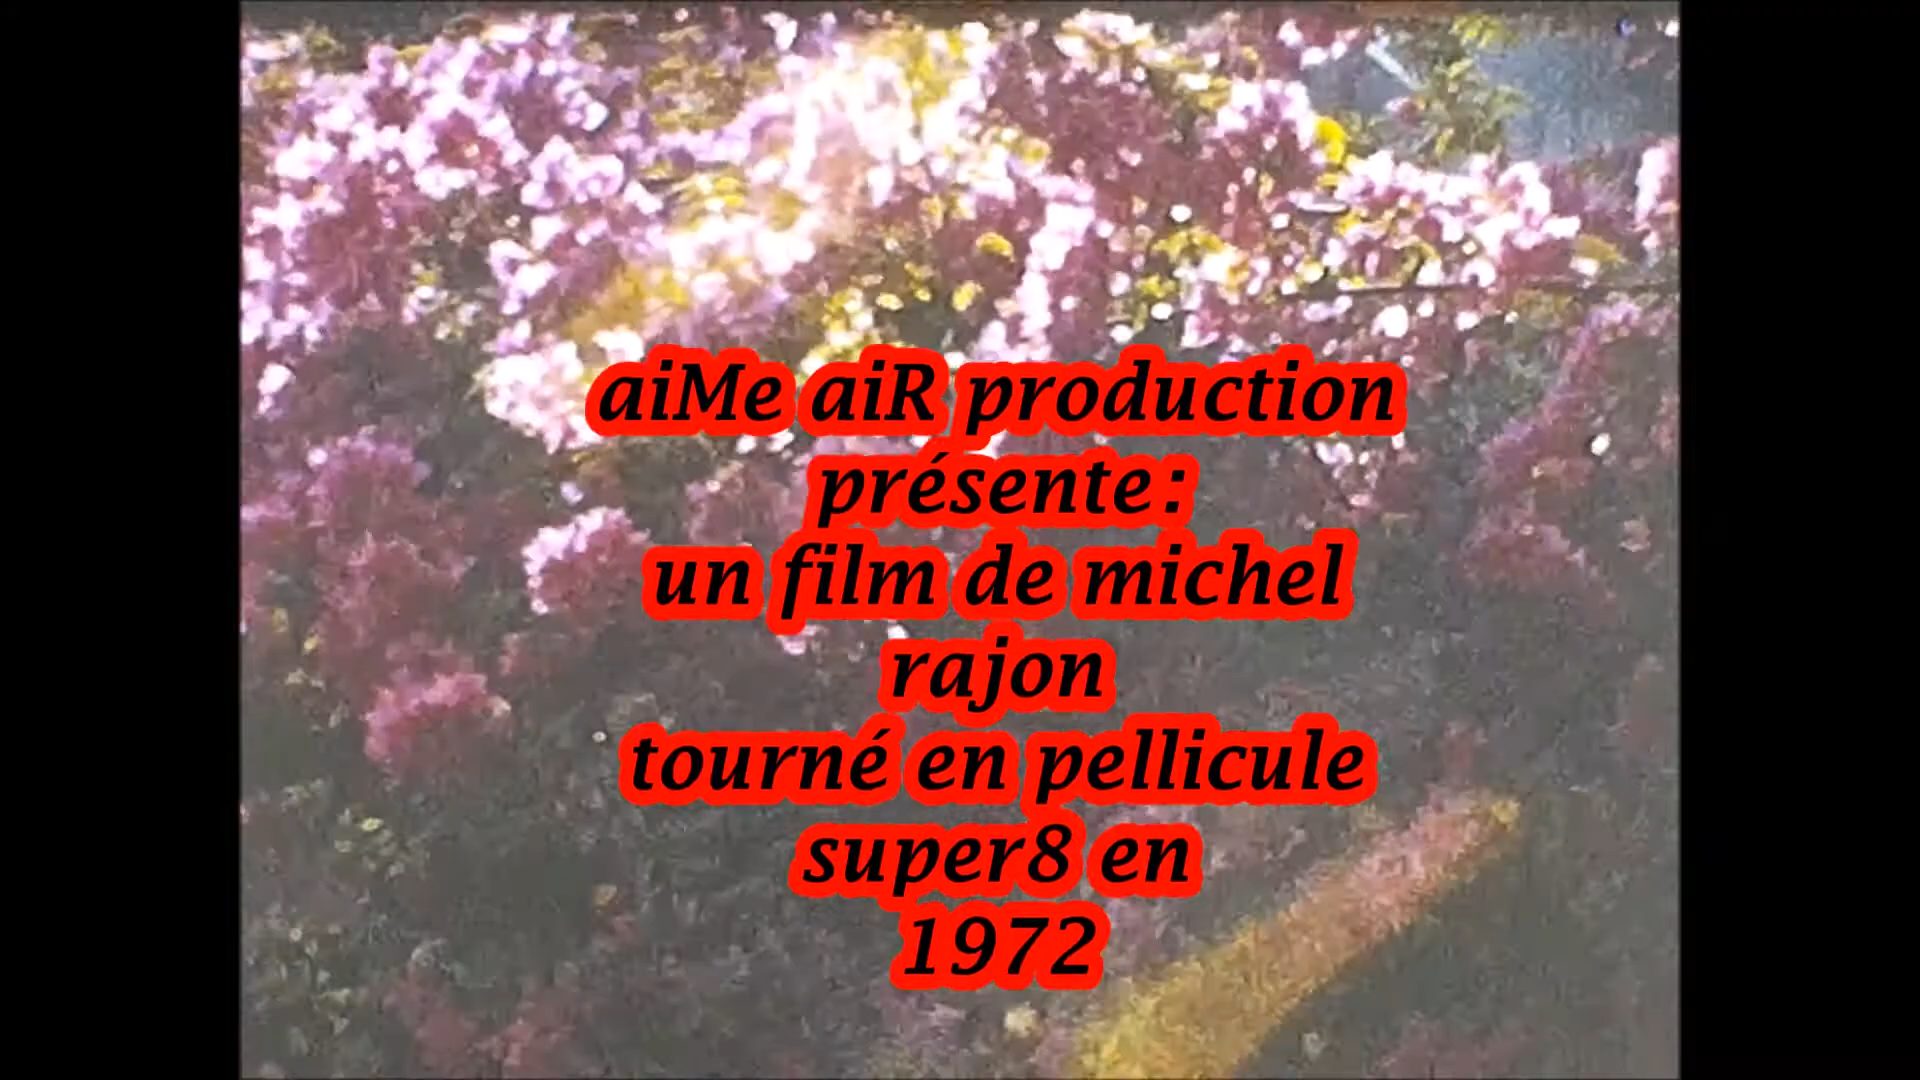 aiMe aiR production
présente:
un film de michel
rajon
tourné en pellicule
super8 en
1972